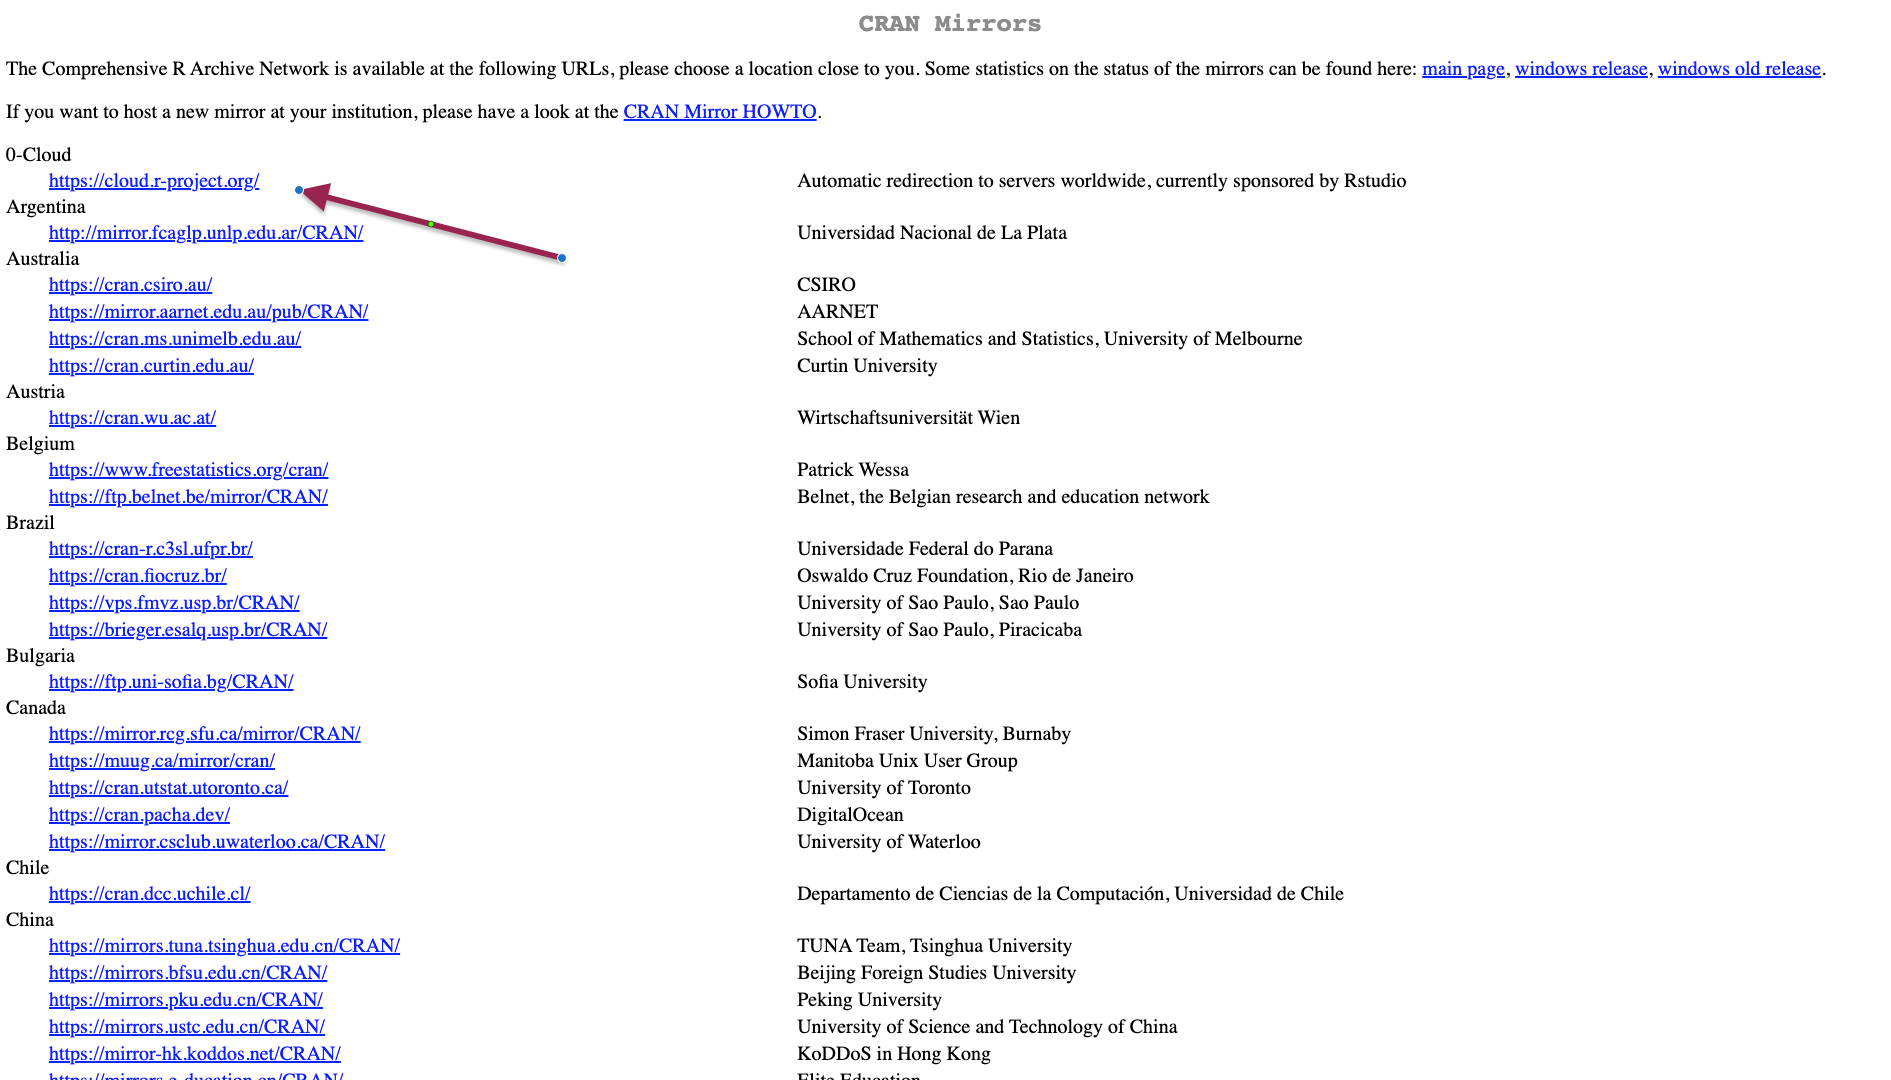 CRAN Mirrors
The Comprehensive R Archive Network is available at the following URLs, please choose a location close to you. Some statistics on the status of the mirrors can be found here: main page, windows release, windows old release.
If you want to host a new mirror at your institution, please have a look at the CRAN Mirror HOWTO.
0-Cloud
https://cloud.r-project.org/ Automatic redirection to servers worldwide, currently sponsored by Rstudio
Argentina
http://mirror.fcaglp.unlp.edu.ar/CRAN/ Universidad Nacional de La Plata
Australia
https://cran.csiro.au/ CSIRO
https://mirror.aarnet.edu.au/pub/CRAN/ AARNET
https://cran.ms.unimelb.edu.au/ School of Mathematics and Statistics, University of Melbourne
https://cran.curtin.edu.au/ Curtin University
Austria
https://cran.wu.ac.at/ Wirtschaftsuniversität Wien
Belgium
https://www.freestatistics.org/cran/ Patrick Wessa
https://ftp.belnet.be/mirror/CRAN/ Belnet, the Belgian research and education network
Brazil
https://cran-r.c3sl.ufpr.br/ Universidade Federal do Parana
https://cran.fiocruz.br/ Oswaldo Cruz Foundation, Rio de Janeiro
https://vps.fmvz.usp.br/CRAN/ University of Sao Paulo, Sao Paulo
https://brieger.esalq.usp.br/CRAN/ University of Sao Paulo, Piracicaba
Bulgaria
https://ftp.uni-sofia.bg/CRAN/ Sofia University
Canada
https://mirror.rcg.sfu.ca/mirror/CRAN/ Simon Fraser University, Burnaby
https://muug.ca/mirror/cran/ Manitoba Unix User Group
https://cran.utstat.utoronto.ca/ University of Toronto
https://cran.pacha.dev/ DigitalOcean
https://mirror.csclub.uwaterloo.ca/CRAN/ University of Waterloo
Chile
https://cran.dcc.uchile.cl/ Departamento de Ciencias de la Computación, Universidad de Chile
China
https://mirrors.tuna.tsinghua.edu.cn/CRAN/ TUNA Team, Tsinghua University
https://mirrors.bfsu.edu.cn/CRAN/ Beijing Foreign Studies University
https://mirrors.pku.edu.cn/CRAN/ Peking University
https://mirrors.ustc.edu.cn/CRAN/ University of Science and Technology of China
https://mirror-hk.koddos.net/CRAN/ KoDDoS in Hong Kong
https://mirrors.e-ducation.cn/CRAN/ Elite Education